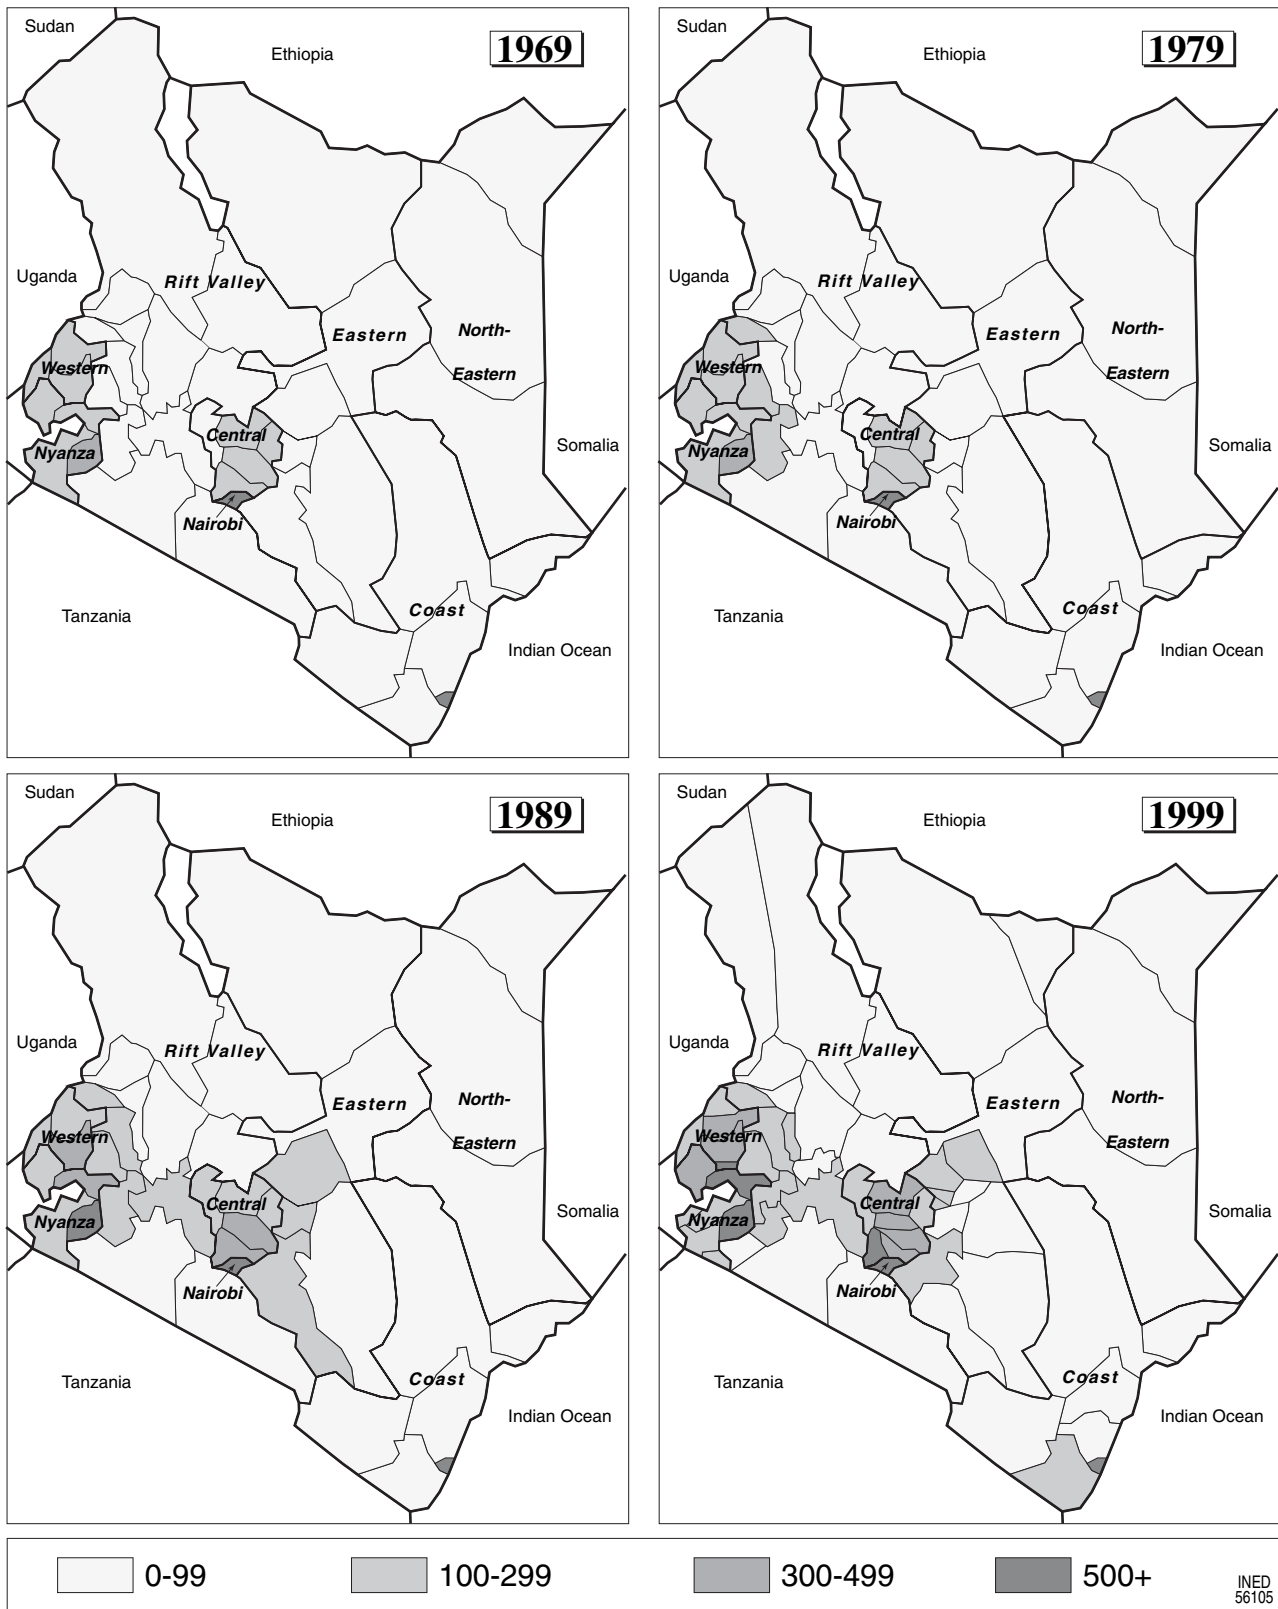 Sudan
Ethiopia
1969
Uganda
Rift Valley
Eastern
North-
Eastern
Western
Central
Nyanza
Somalia
Nairobi
Tanzania
Coast
Indian Ocean
Sudan
Ethiopia
1979
Uganda
Rift Valley
Eastern
North-
Eastern
Western
Central
Nyanza
Somalia
Nairobi
Tanzania
Coast
Indian Ocean
Sudan
Ethiopia
1989
Uganda
Rift Valley
Eastern
North-
Eastern
Western
Central
Nyanza
Somalia
Nairobi
Tanzania
Coast
Indian Ocean
Sudan
Ethiopia
1999
Uganda
Rift Valley
Eastern
North-
Eastern
Western
Central
Nyanza
Somalia
Nairobi
Tanzania
Coast
Indian Ocean
0-99
100-299
300-499
500+
INED
56105